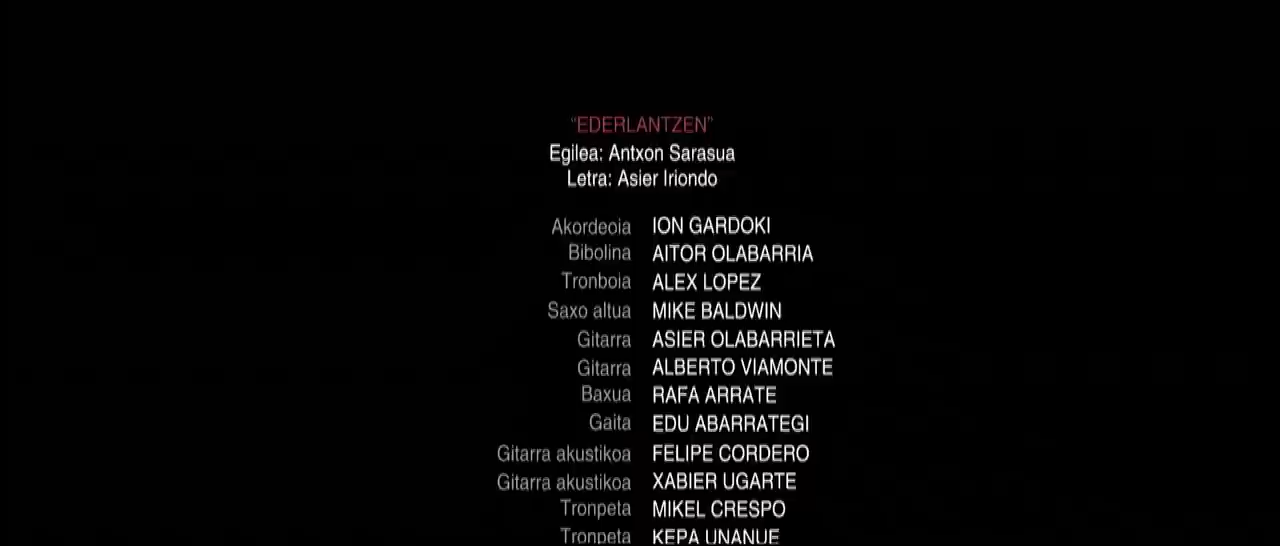 “EDERLANTZEN”
Egilea: Antxon Sarasua
Letra: Asier Iriondo
Akordeoia ION GARDOKI
Bibolina AITOR OLABARRIA
Tronboia ALEX LOPEZ
Saxo altua MIKE BALDWIN
Gitarra ASIER OLABARRIETA
Gitarra ALBERTO VIAMONTE
Baxua RAFA ARRATE
Gaita EDU ABARRATEGI
Gitarra akustikoa FELIPE CORDERO
Gitarra akustikoa XABIER UGARTE
Tronpeta MIKEL CRESPO
Tronpeta KEPA UNANUE